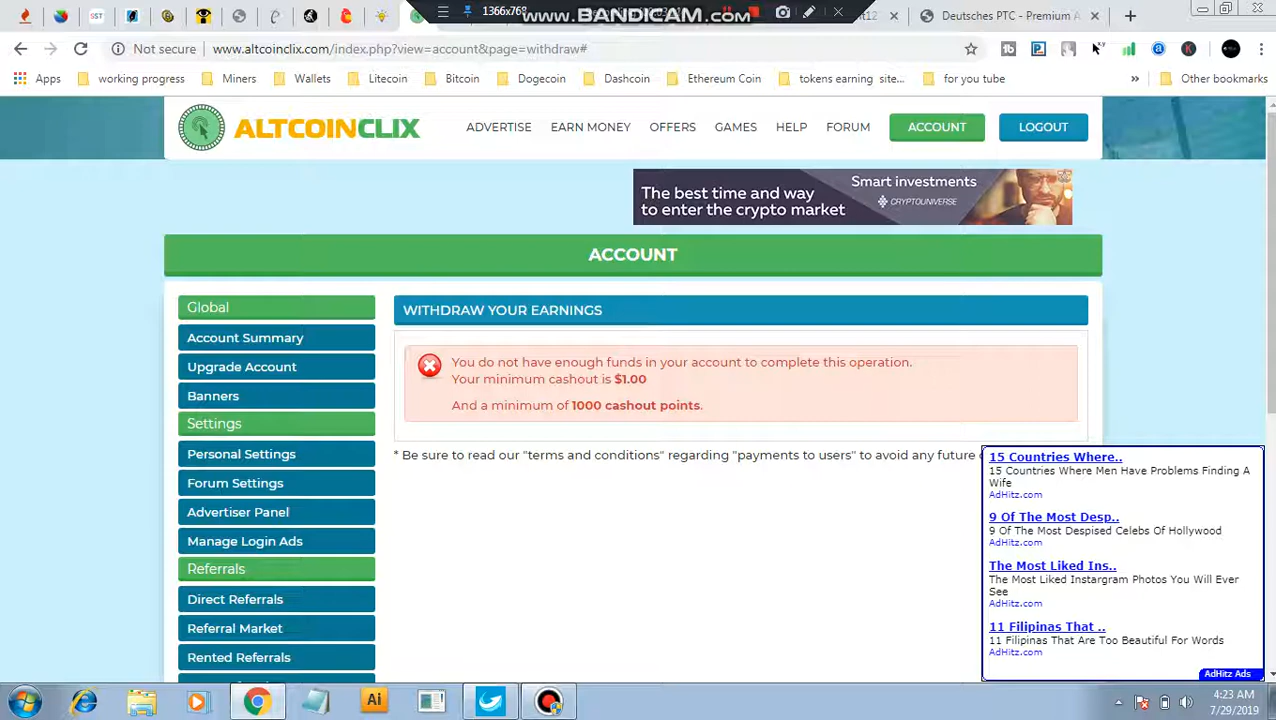 1366x768
www.BANDICAM.com
Deutsches PTC - Premium A
Not secure
www.altcoinclix.com/index.php?view=account&page=withdraw#
Apps
working progress
Miners
Wallets
Litecoin
Bitcoin
Dogecoin
Dashcoin
Ethereum Coin
tokens earning site...
for you tube
»
Other bookmarks
ALTCOINCLIX
ADVERTISE
EARN MONEY
OFFERS
GAMES
HELP
FORUM
ACCOUNT
LOGOUT
The best time and way
to enter the crypto market
Smart investments
CRYPTOUNIVERSE
ACCOUNT
Global
Account Summary
Upgrade Account
Banners
Settings
Personal Settings
Forum Settings
Advertiser Panel
Manage Login Ads
Referrals
Direct Referrals
Referral Market
Rented Referrals
WITHDRAW YOUR EARNINGS
You do not have enough funds in your account to complete this operation.
Your minimum cashout is $1.00
And a minimum of 1000 cashout points.
* Be sure to read our "terms and conditions" regarding "payments to users" to avoid any future
15 Countries Where..
15 Countries Where Men Have Problems Finding A
Wife
AdHitz.com
9 Of The Most Desp..
9 Of The Most Despised Celebs Of Hollywood
AdHitz.com
The Most Liked Ins..
The Most Liked Instargram Photos You Will Ever
See
AdHitz.com
11 Filipinas That ..
11 Filipinas That Are Too Beautiful For Words
AdHitz.com
AdHitz Ads
Ai
4:23 AM
7/29/2019